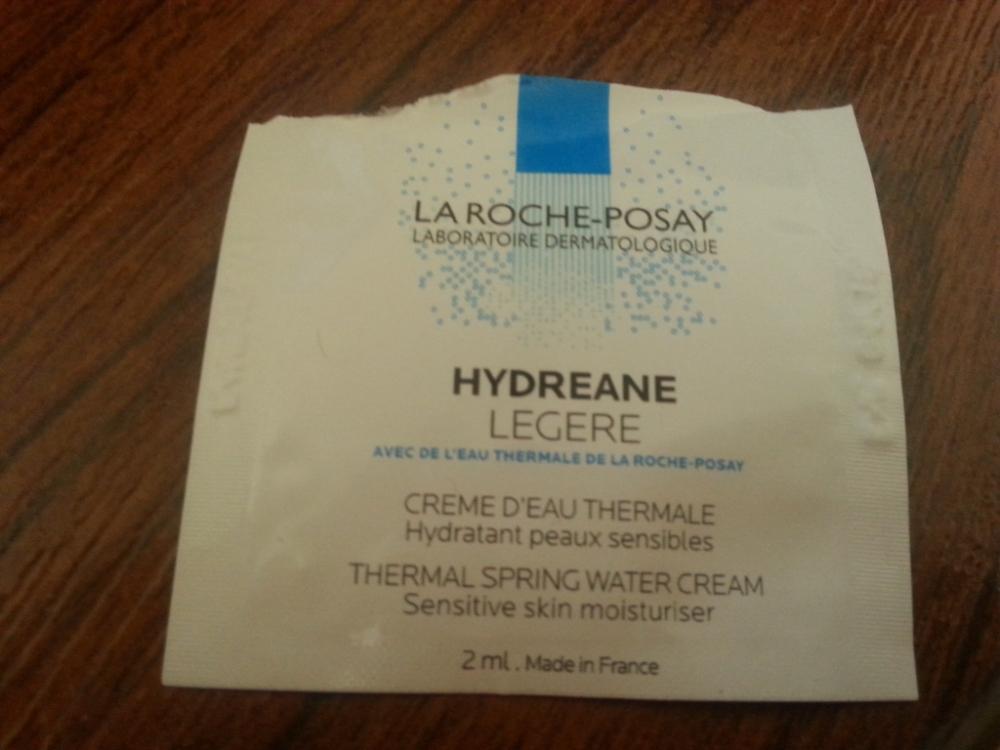 LA ROCHE-POSAY
LABORATOIRE DERMATOLOGIQUE
HYDREANE
LEGERE
AVEC DE L'EAU THERMALE DE LA ROCHE-POSAY
CREME D'EAU THERMALE
Hydratant peaux sensibles
THERMAL SPRING WATER CREAM
Sensitive skin moisturiser
2 ml . Made in France